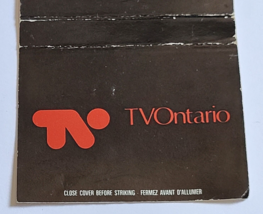 TVOntario
CLOSE COVER BEFORE STRIKING · FERMEZ AVANT D'ALLUMER